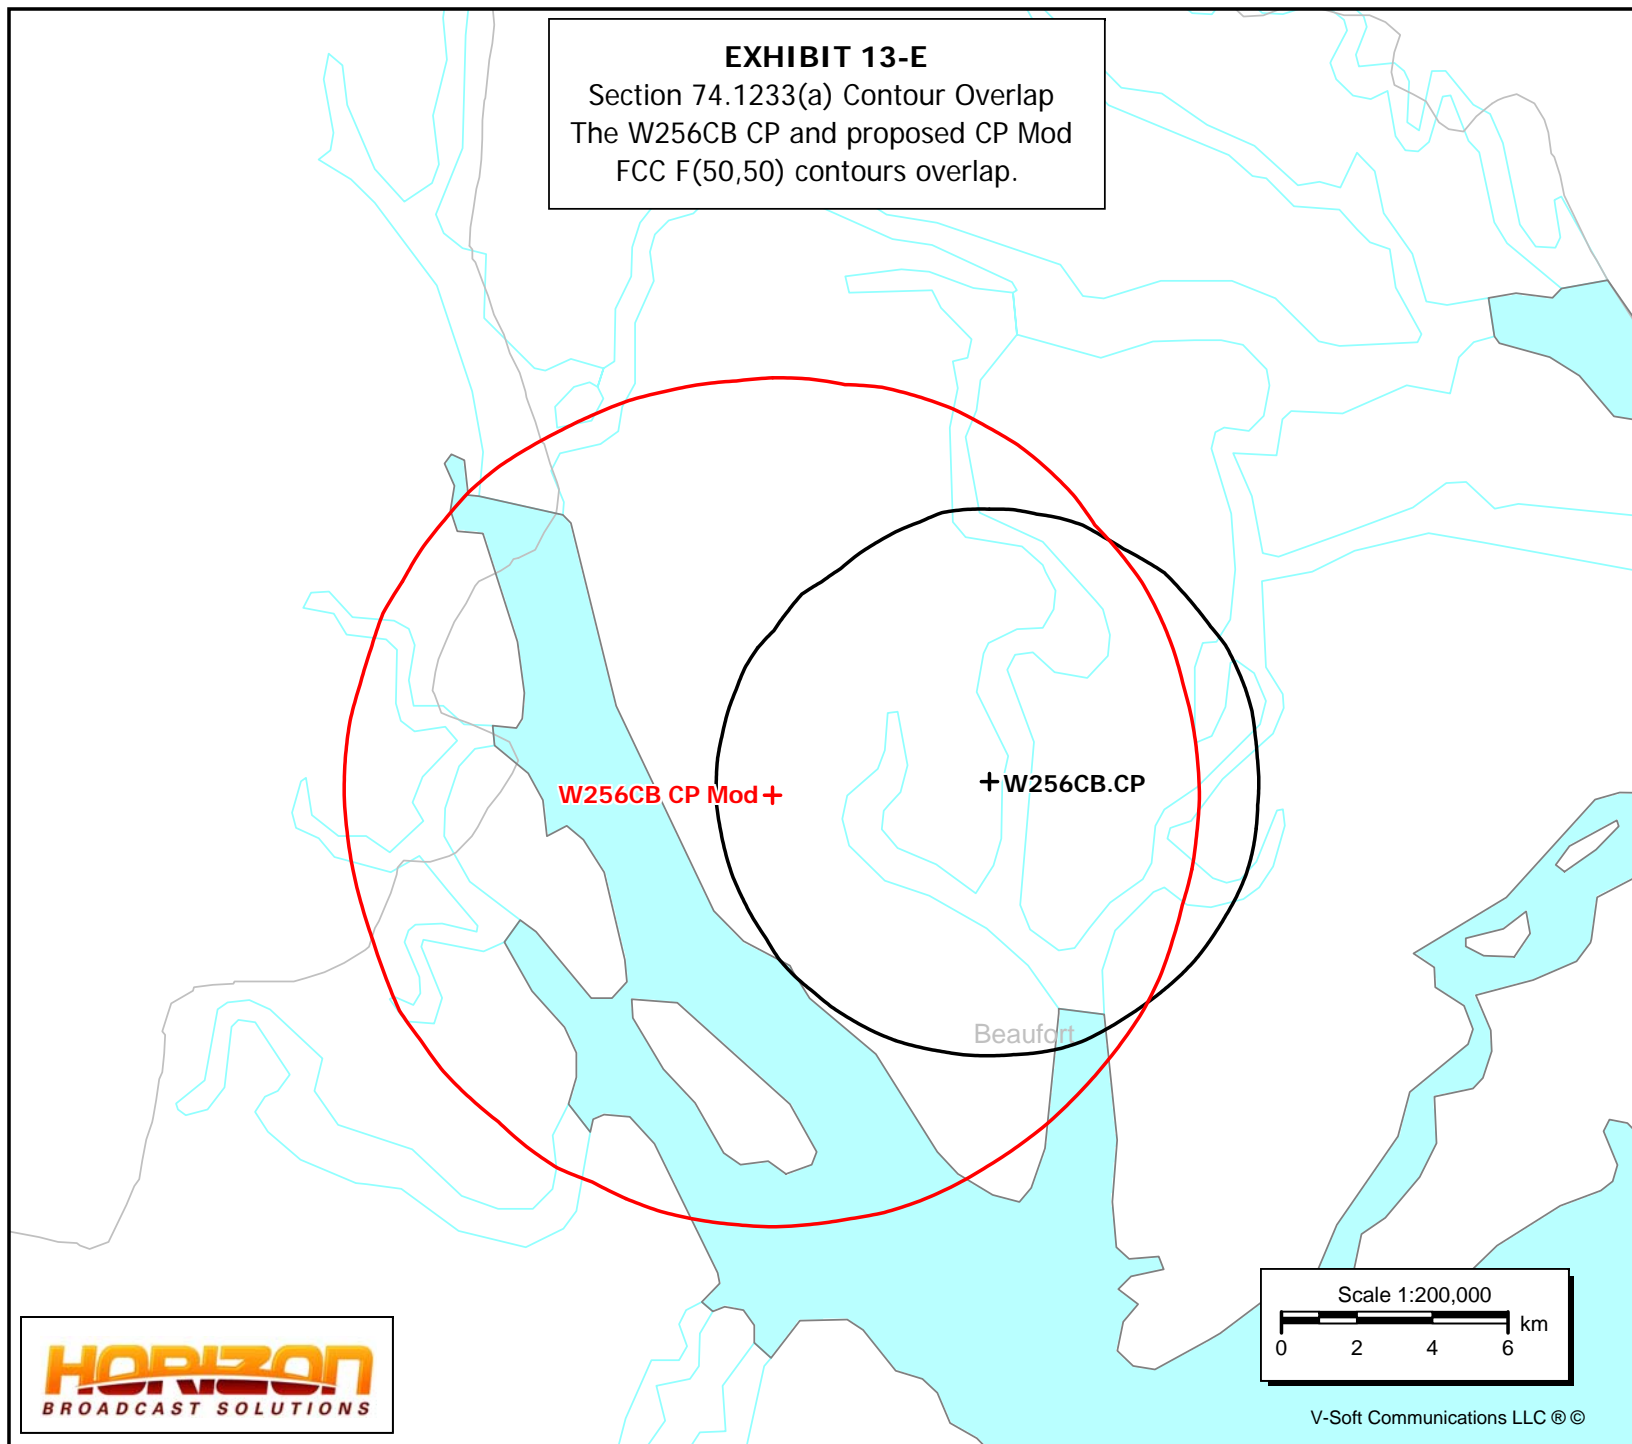 EXHIBIT 13-E
Section 74.1233(a) Contour Overlap
The W256CB CP and proposed CP Mod
FCC F(50,50) contours overlap.
W256CB.CP
W256CB CP Mod
Beaufort
Scale 1:200,000
km
0 2 4 6
HORIZON
BROADCAST SOLUTIONS
V-Soft Communications LLC ® ©